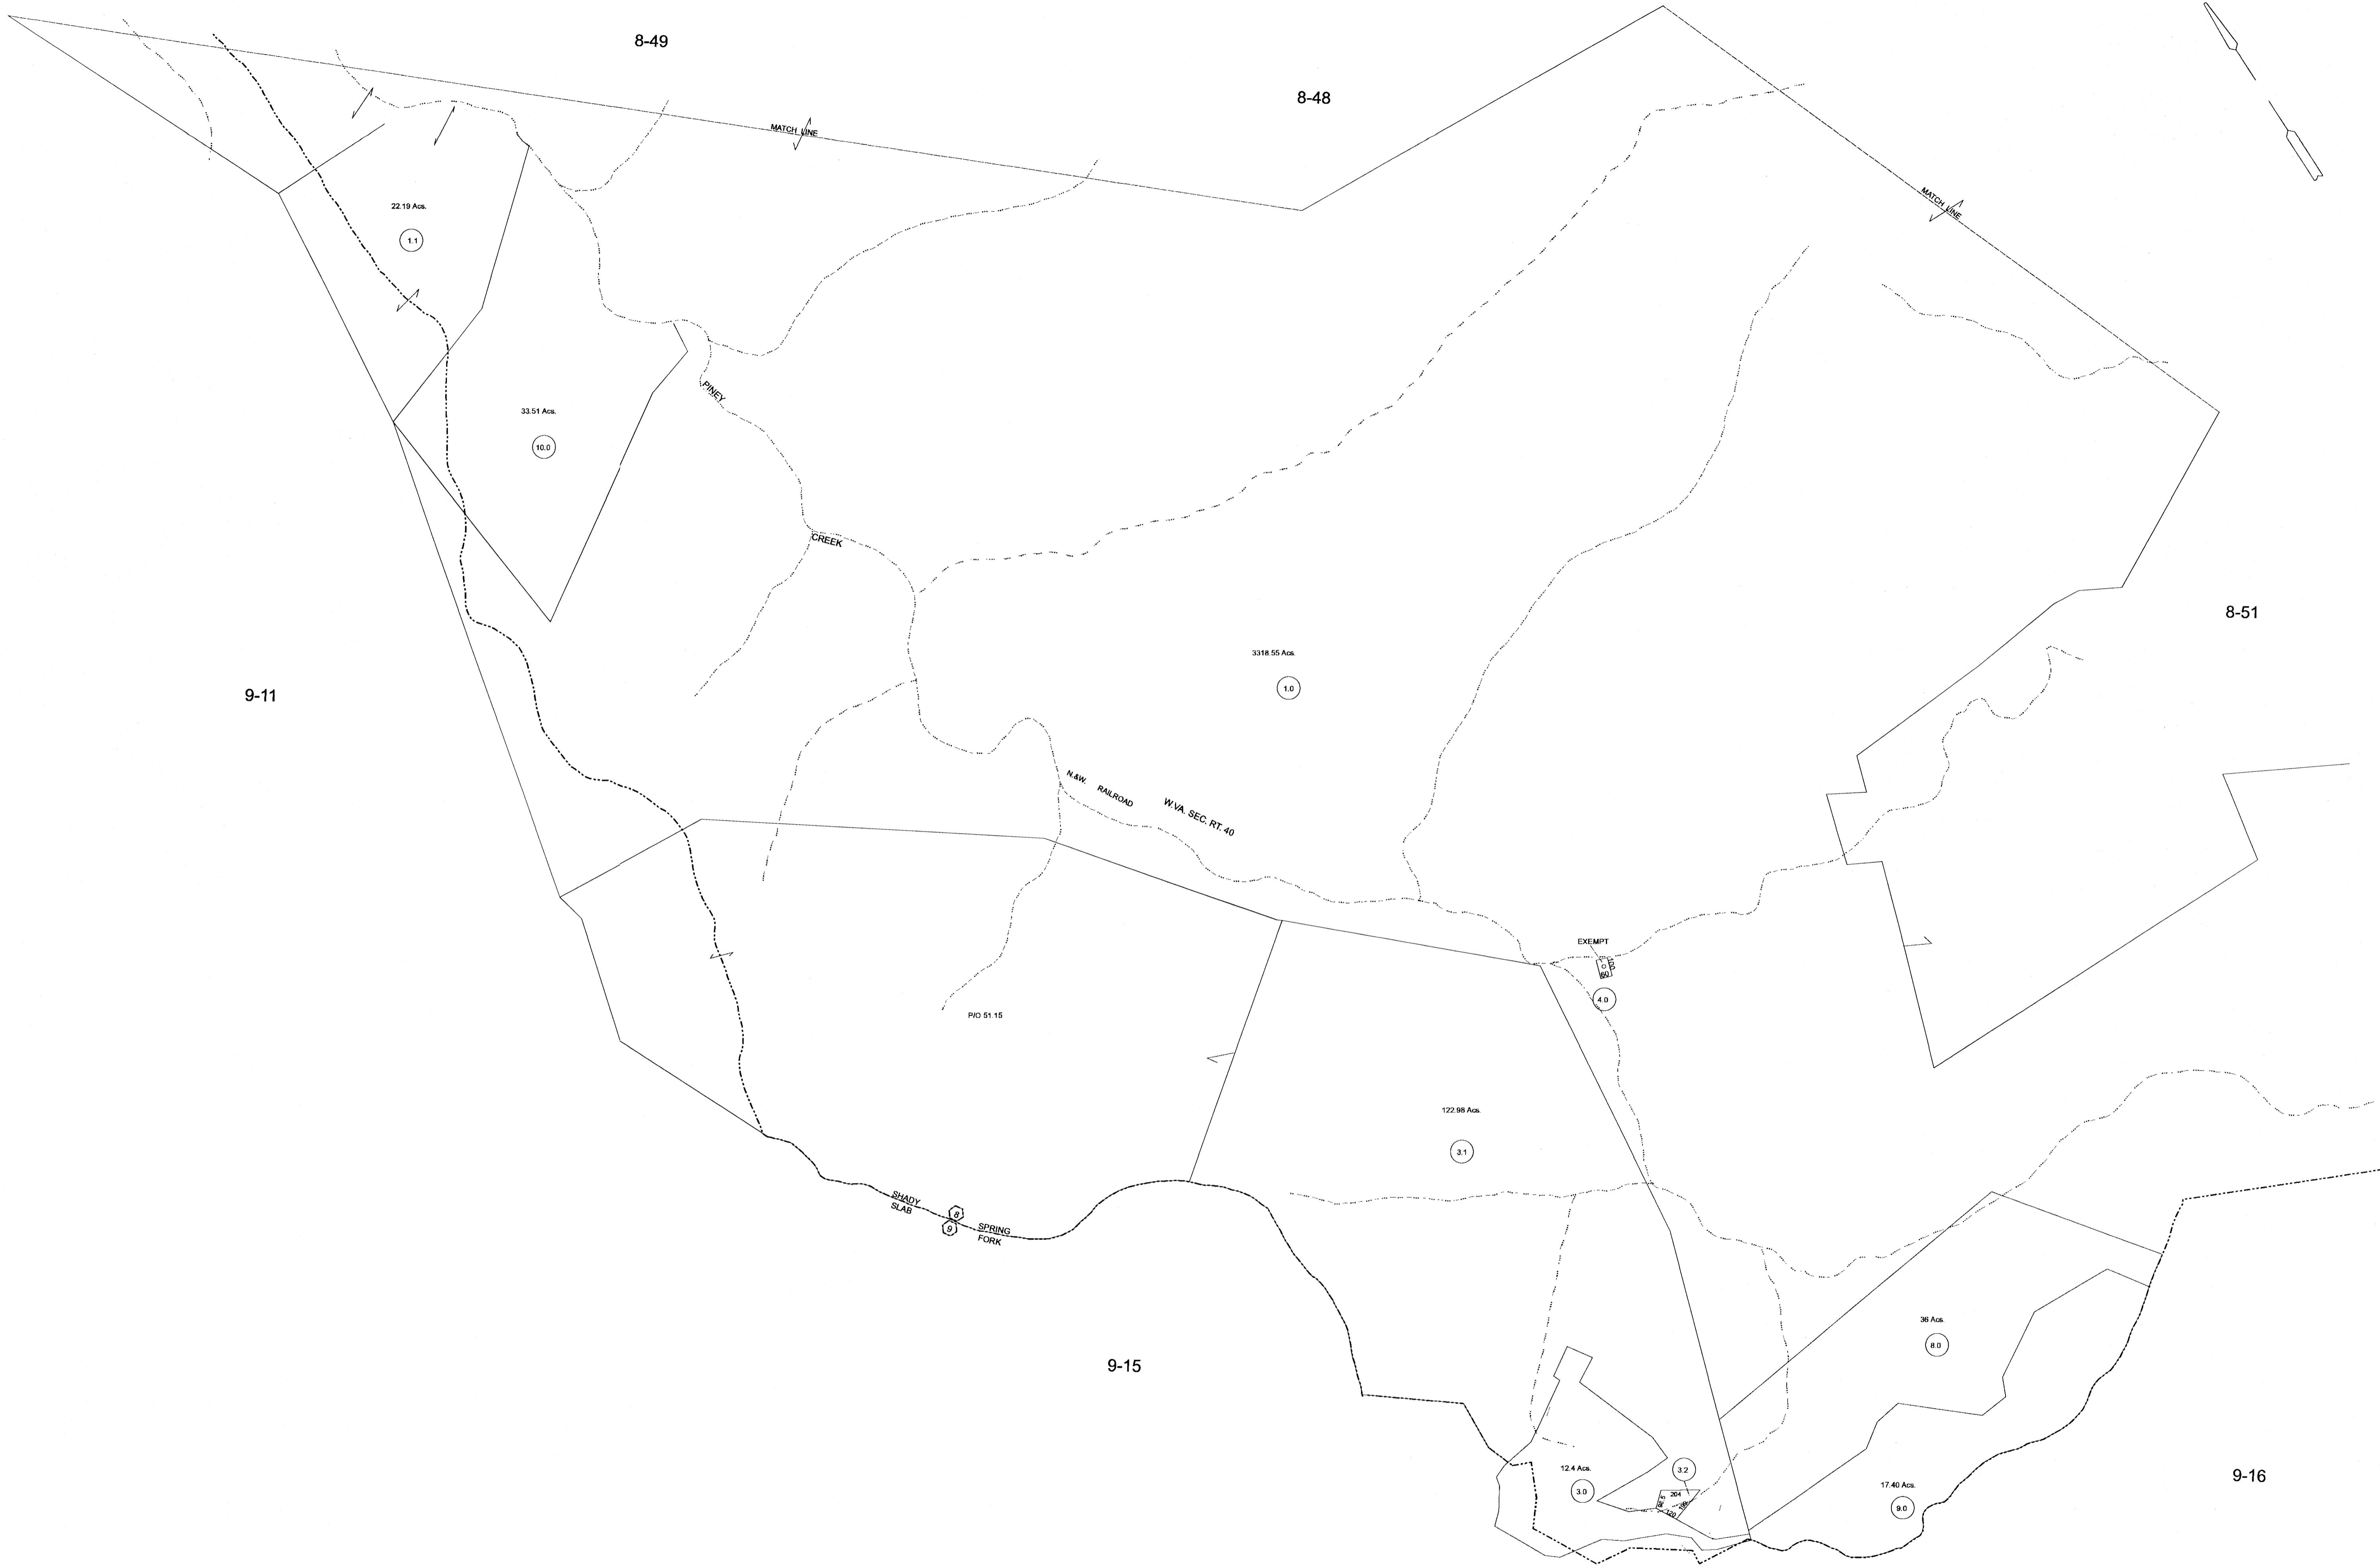 8-49
8-48
MATCH LINE
MATCH LINE
22.19 Acs.
1.1
PINEY
33.51 Acs.
10.0
CREEK
8-51
3318.55 Acs.
1.0
9-11
N.&W. RAILROAD
W.VA. SEC. RT. 40
EXEMPT
100
60
4.0
P/O 51.15
122.98 Acs.
3.1
SHADY
SLAB
8
9
SPRING
FORK
36 Acs.
8.0
9-15
12.4 Acs.
3.0
3.2
204
120
17.40 Acs.
9.0
9-16